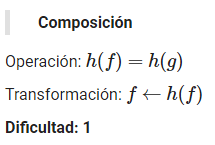 Composición
Operación: h(f) = h(g)
Transformación: f ← h(f)
Dificultad: 1